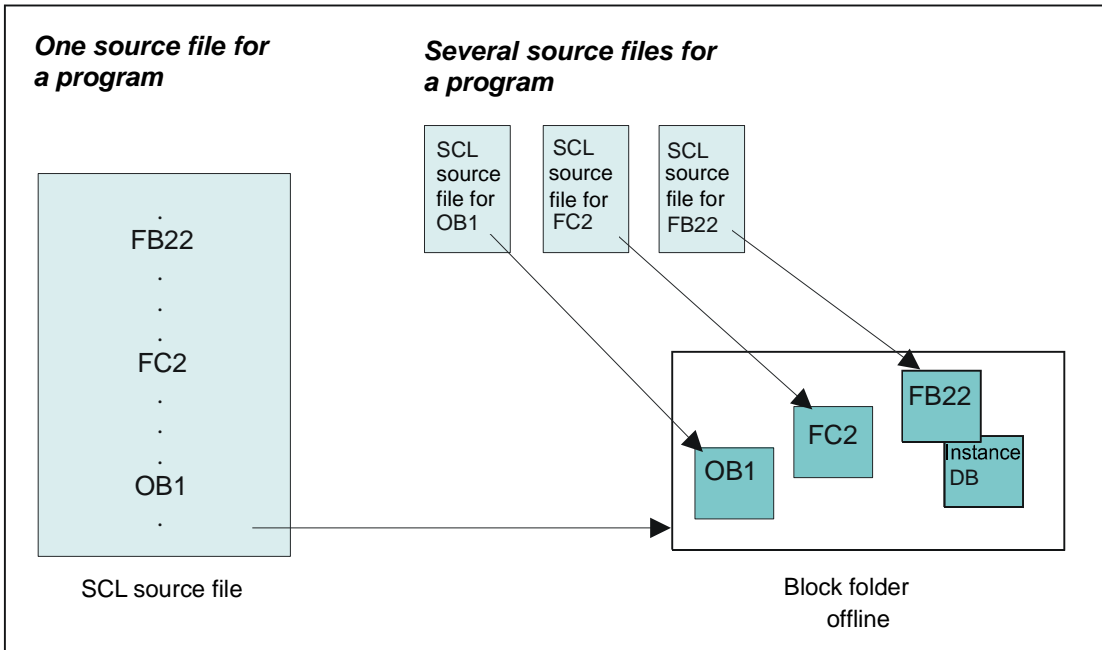 One source file for
a program
.
FB22
.
.
.
FC2
.
.
OB1
.
SCL source file
Several source files for
a program
SCL
source
file for
OB1
SCL
source
file for
FC2
SCL
source
file for
FB22
FB22
Instance
DB
FC2
OB1
Block folder
offline